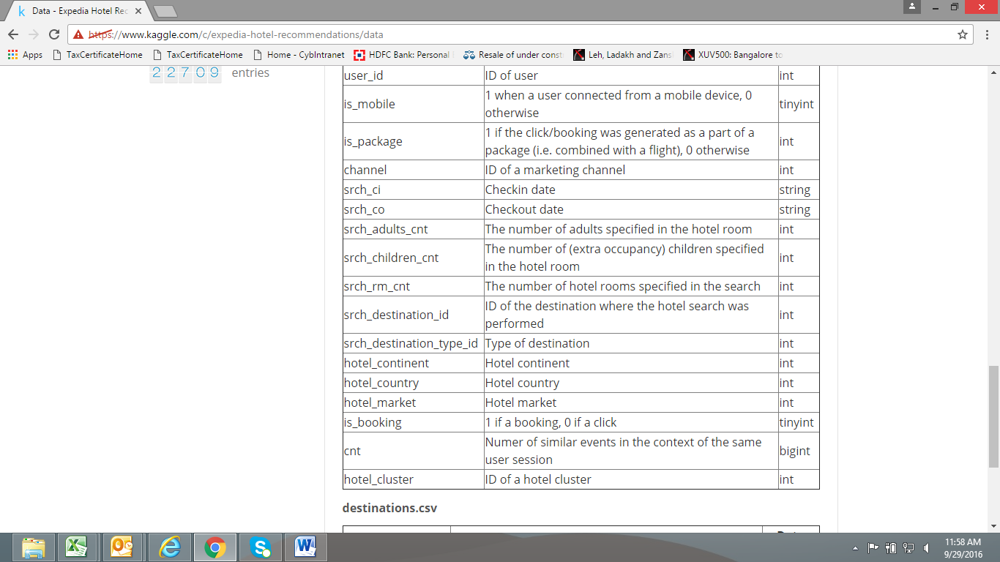 Data - Expedia Hotel Rec
https://www.kaggle.com/c/expedia-hotel-recommendations/data
Apps TaxCertificateHome TaxCertificateHome Home - CybIntranet HDFC Bank: Personal Resale of under const Leh, Ladakh and Zans XUV500: Bangalore to
22709 entries
user_id ID of user int
is_mobile 1 when a user connected from a mobile device, 0
otherwise tinyint
is_package 1 if the click/booking was generated as a part of a
package (i.e. combined with a flight), 0 otherwise int
channel ID of a marketing channel int
srch_ci Checkin date string
srch_co Checkout date string
srch_adults_cnt The number of adults specified in the hotel room int
srch_children_cnt The number of (extra occupancy) children specified
in the hotel room int
srch_rm_cnt The number of hotel rooms specified in the search int
srch_destination_id ID of the destination where the hotel search was
performed int
srch_destination_type_id Type of destination int
hotel_continent Hotel continent int
hotel_country Hotel country int
hotel_market Hotel market int
is_booking 1 if a booking, 0 if a click tinyint
cnt Numer of similar events in the context of the same
user session bigint
hotel_cluster ID of a hotel cluster int
destinations.csv
11:58 AM
9/29/2016